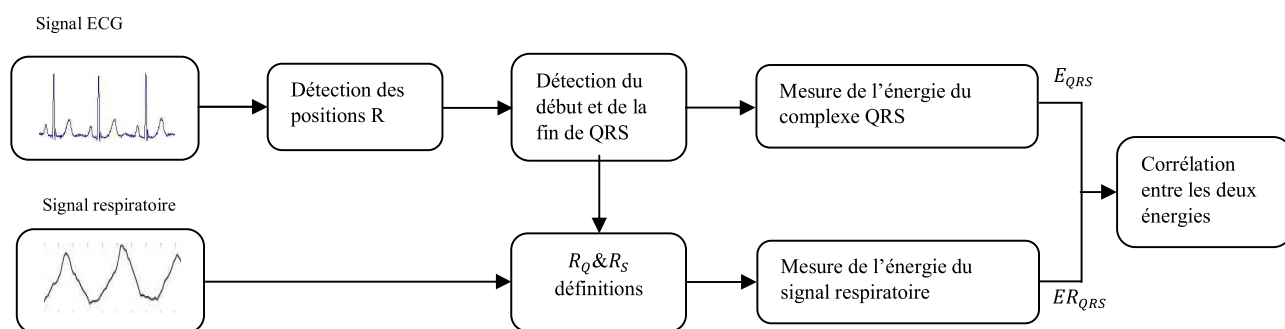 Signal ECG
Détection des
positions R
Détection du
début et de la
fin de QRS
Mesure de l’énergie du
complexe QRS
E_QRS
Corrélation
entre les deux
énergies
Signal respiratoire
R_Q&R_S
définitions
Mesure de l’énergie du
signal respiratoire
ER_QRS